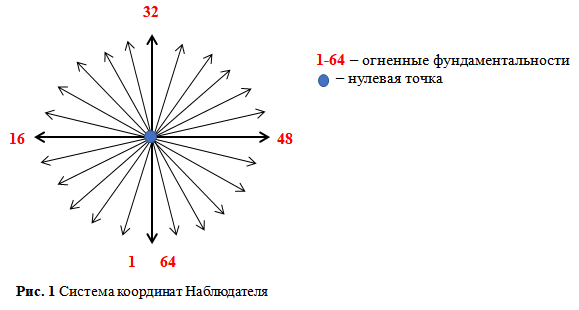 32
1-64 – огненные фундаментальности
– нулевая точка
16
48
1
64
Рис. 1 Система координат Наблюдателя